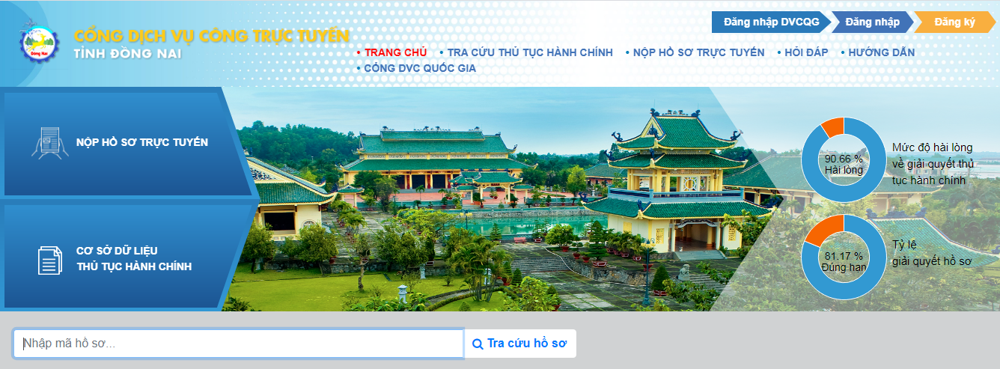 Đồng Nai
CỔNG DỊCH VỤ CÔNG TRỰC TUYẾN
TỈNH ĐỒNG NAI
Đăng nhập DVCQG
Đăng nhập
Đăng ký
• TRANG CHỦ • TRA CỨU THỦ TỤC HÀNH CHÍNH • NỘP HỒ SƠ TRỰC TUYẾN • HỎI ĐÁP • HƯỚNG DẪN
• CỔNG DVC QUỐC GIA
NỘP HỒ SƠ TRỰC TUYẾN
CƠ SỞ DỮ LIỆU
THỦ TỤC HÀNH CHÍNH
90.66 %
Hài lòng
Mức độ hài lòng
về giải quyết thủ
tục hành chính
81.17 %
Đúng hạn
Tỷ lệ
giải quyết hồ sơ
Nhập mã hồ sơ...
Tra cứu hồ sơ